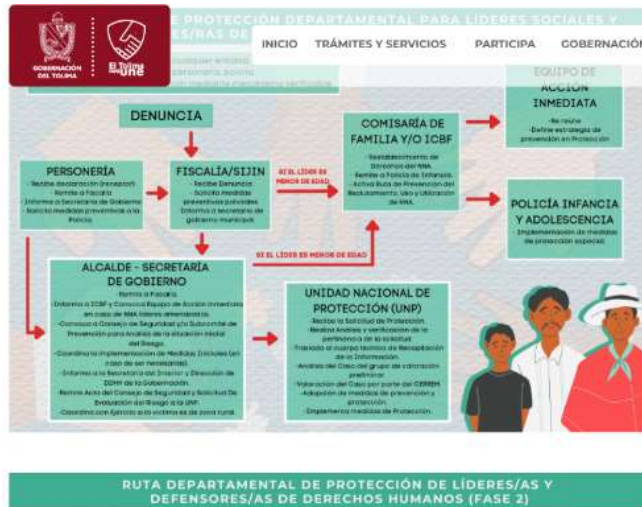 DE PROTECCIÓN DEPARTAMENTAL PARA LÍDERES SOCIALES Y
GOBERNACIÓN
DEL TOLIMA
El Tolima
nos une
INICIO TRÁMITES Y SERVICIOS PARTICIPA GOBERNACIÓN
DENUNCIA
PERSONERÍA
-Recibe declaración (receptor)
-Remite a Fiscalía
-Informa a Secretaría de Gobierno
-Solicita medidas preventivas a la
Policía.
FISCALÍA/SIJIN
-Recibe Denuncia
-Solicita medidas
preventivas policiales
-Informa a secretario de
gobierno municipal
SI EL LÍDER ES
MENOR DE EDAD
COMISARÍA DE
FAMILIA Y/O ICBF
-Restablecimiento de
Derechos del NNA.
-Remite a Policía de Infancia.
-Activa Ruta de Prevención del
Reclutamiento, Uso y Utilización
de NNA.
EQUIPO DE
ACCIÓN
INMEDIATA
-Se reúne
-Define estrategia de
prevención en Protección
POLICÍA INFANCIA
Y ADOLESCENCIA
-Implementación de medidas
de protección especial
SI EL LÍDER ES MENOR DE EDAD
ALCALDE - SECRETARÍA
DE GOBIERNO
-Remite a Fiscalía.
-Informa a ICBF y Convoca Equipo de Acción Inmediata
en caso de NNA líderes amenazados.
-Convoca a Consejo de Seguridad y/o Subcomité de
Prevención para Análisis de la situación inicial
del Riesgo.
-Coordina la implementación de Medidas Iniciales (en
caso de ser necesarias).
-Informa a la Secretaría del Interior y Dirección de
DDHH de la Gobernación.
-Remite Acta del Consejo de Seguridad y Solicitud De
Evaluación del Riesgo a la UNP.
-Coordina con Ejército si la víctima es de zona rural.
UNIDAD NACIONAL DE
PROTECCIÓN (UNP)
-Recibe la Solicitud de Protección.
-Realiza Análisis y verificación de la
pertinencia de la solicitud.
-Traslada al cuerpo técnico de Recopilación
de la Información.
-Análisis del Caso del grupo de valoración
preliminar.
-Valoración del Caso por parte del CERREM.
-Adopción de medidas de prevención y
protección.
-Implementa medidas de Protección.
RUTA DEPARTAMENTAL DE PROTECCIÓN DE LÍDERES/AS Y
DEFENSORES/AS DE DERECHOS HUMANOS (FASE 2)